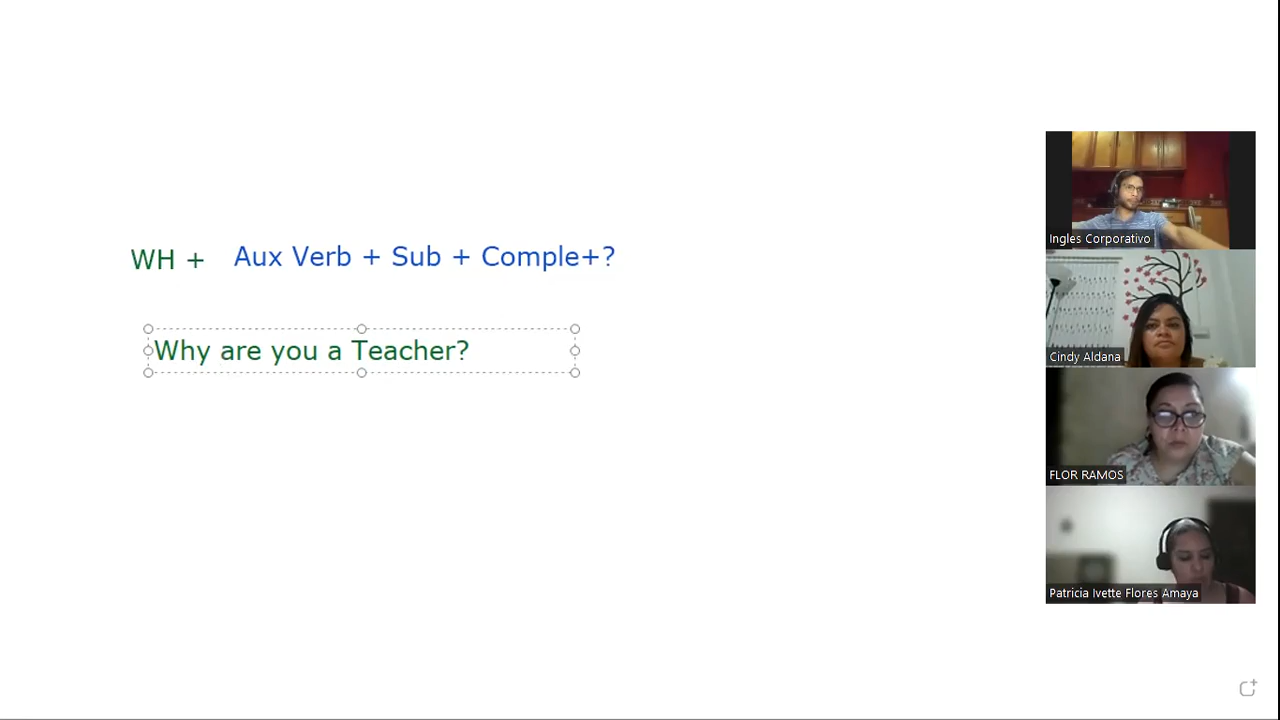 WH + Aux Verb + Sub + Comple+?
Why are you a Teacher?
Ingles Corporativo
Cindy Aldana
FLOR RAMOS
Patricia Ivette Flores Amaya